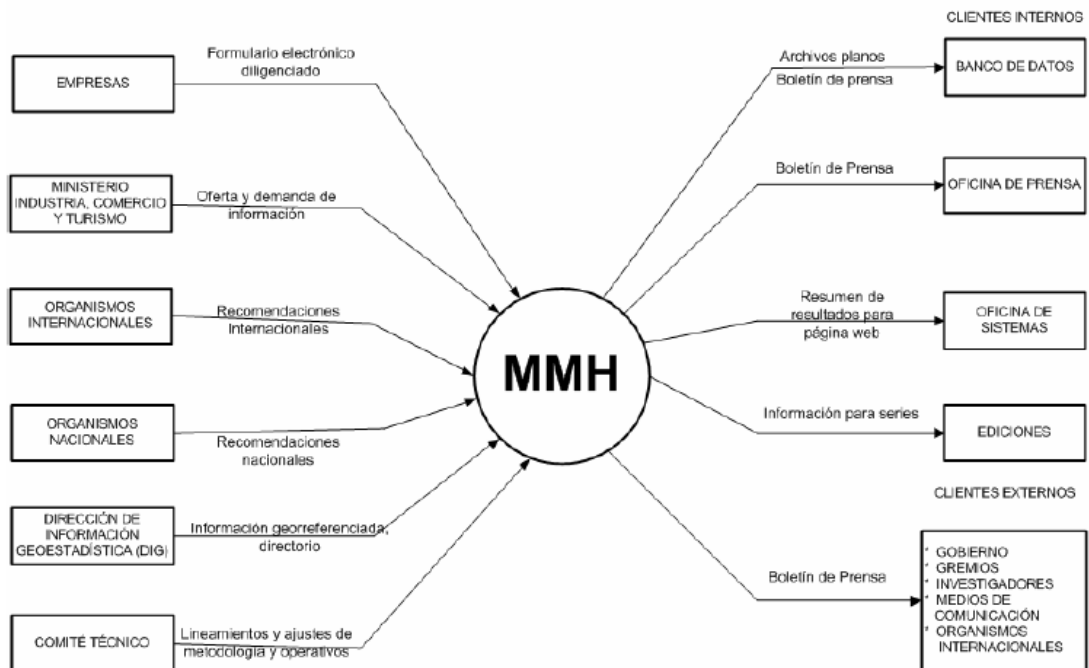 CLIENTES INTERNOS
EMPRESAS
Formulario electrónico
diligenciado
Archivos planos
Boletín de prensa
BANCO DE DATOS
MINISTERIO
INDUSTRIA, COMERCIO
Y TURISMO
Oferta y demanda de
información
Boletín de Prensa
OFICINA DE PRENSA
ORGANISMOS
INTERNACIONALES
Recomendaciones
Internacionales
MMH
Resumen de
resultados para
página web
OFICINA DE
SISTEMAS
ORGANISMOS
NACIONALES
Recomendaciones
nacionales
Información para series
EDICIONES
DIRECCIÓN DE
INFORMACIÓN
GEOESTADÍSTICA (DIG)
Información georreferenciada,
directorio
COMITÉ TÉCNICO
Lineamientos y ajustes de
metodología y operativos
Boletín de Prensa
CLIENTES EXTERNOS
* GOBIERNO
* GREMIOS
* INVESTIGADORES
* MEDIOS DE
COMUNICACIÓN
* ORGANISMOS
INTERNACIONALES